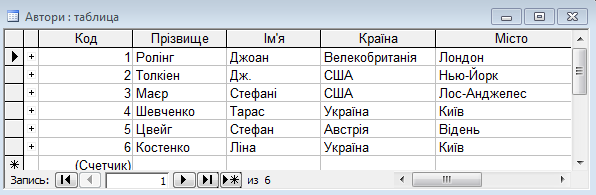 Автори : таблица
Код Прізвище Ім'я Країна Місто
+ 1 Ролінг Джоан Велекобританія Лондон
+ 2 Толкієн Дж. США Нью-Йорк
+ 3 Маєр Стефані США Лос-Анджелес
+ 4 Шевченко Тарас Україна Київ
+ 5 Цвейг Стефан Австрія Відень
+ 6 Костенко Ліна Україна Київ
(Счетчик)
Запись: 1 из 6